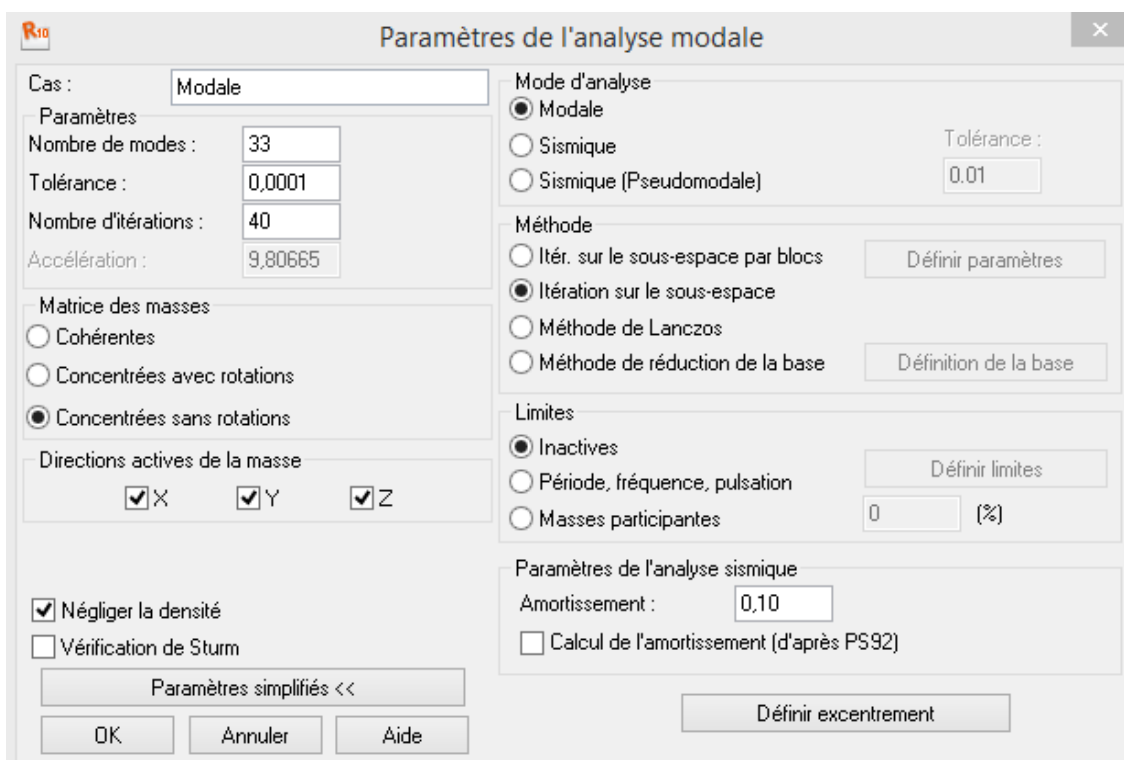 R10
Paramètres de l'analyse modale
Cas :
Modale
Paramètres
Nombre de modes :
33
Tolérance :
0,0001
Nombre d'itérations :
40
Accélération :
9,80665
Matrice des masses
Cohérentes
Concentrées avec rotations
Concentrées sans rotations
Directions actives de la masse
X Y Z
Négliger la densité
Vérification de Sturm
Paramètres simplifiés <<
OK Annuler Aide
Mode d'analyse
Modale
Sismique
Sismique (Pseudomodale)
Tolérance :
0.01
Méthode
Itér. sur le sous-espace par blocs
Définir paramètres
Itération sur le sous-espace
Méthode de Lanczos
Méthode de réduction de la base
Définition de la base
Limites
Inactives
Définir limites
Période, fréquence, pulsation
Masses participantes
0 (%)
Paramètres de l'analyse sismique
Amortissement :
0,10
Calcul de l'amortissement (d'après PS92)
Définir excentrement